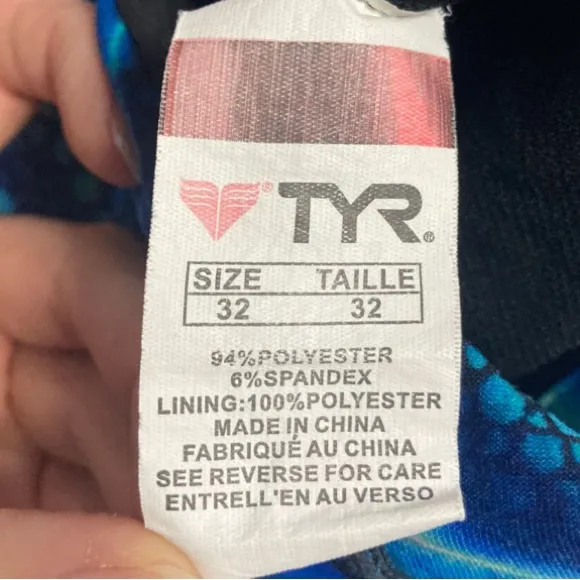 TYR
SIZE TAILLE
32 32
94%POLYESTER
6%SPANDEX
LINING:100%POLYESTER
MADE IN CHINA
FABRIQUÉ AU CHINA
SEE REVERSE FOR CARE
ENTRELL'EN AU VERSO